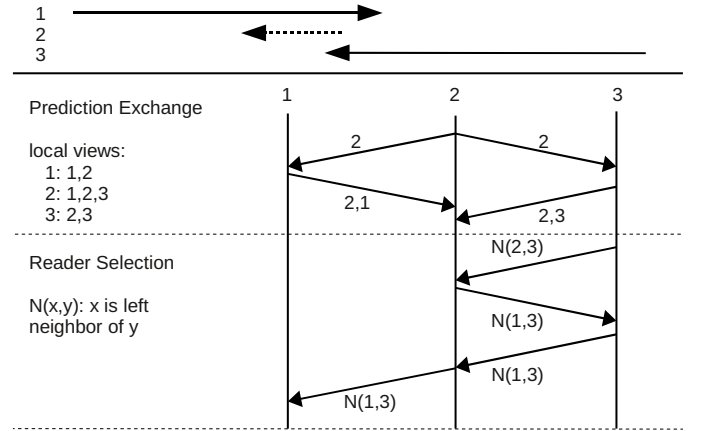 1
2
3
Prediction Exchange
1
2
3
local views:
1: 1,2
2: 1,2,3
3: 2,3
2
2
2,1
2,3
Reader Selection
N(x,y): x is left
neighbor of y
N(2,3)
N(1,3)
N(1,3)
N(1,3)